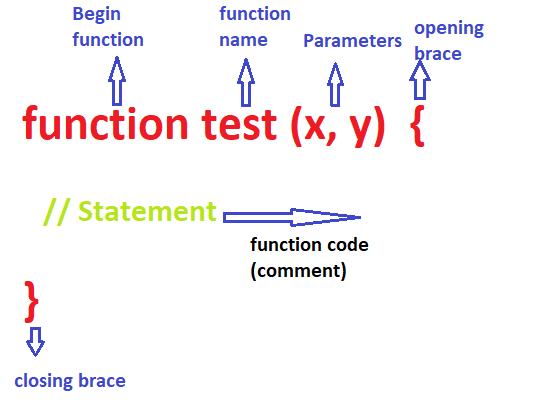 Begin function
function name
Parameters
opening brace
function test (x, y) {
// Statement
function code
(comment)
}
closing brace